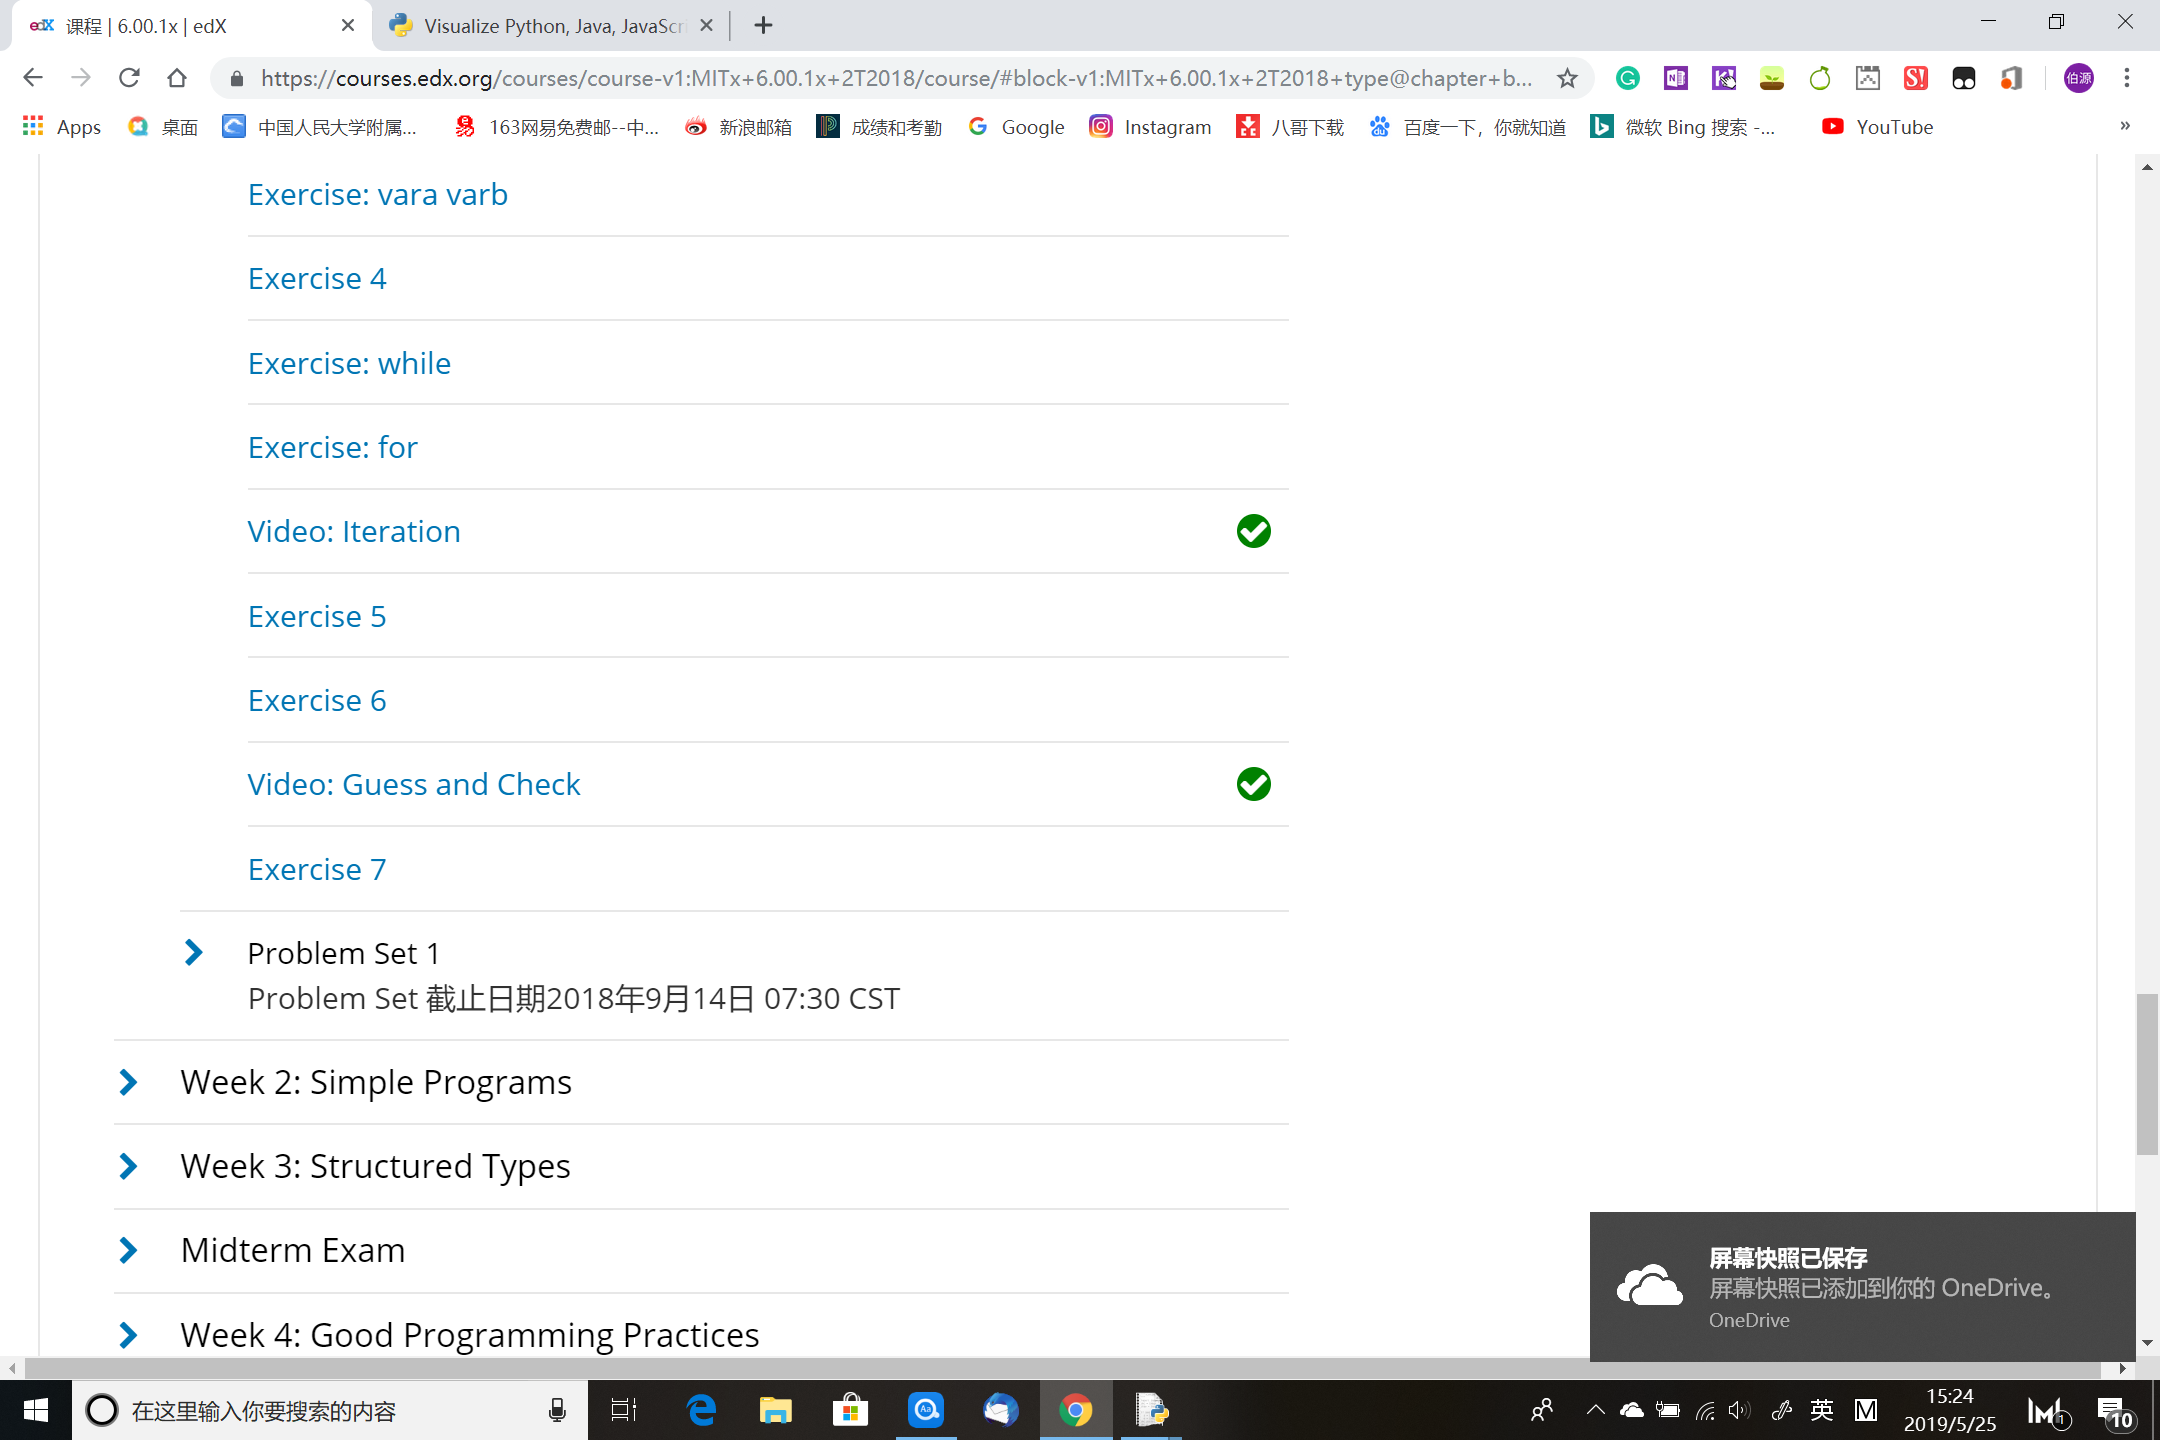 edX 课程 | 6.00.1x | edX
Visualize Python, Java, JavaScri
https://courses.edx.org/courses/course-v1:MITx+6.00.1x+2T2018/course/#block-v1:MITx+6.00.1x+2T2018+type@chapter+b...
伯源
Apps 桌面 中国人民大学附属... 163网易免费邮--中... 新浪邮箱 成绩和考勤 Google Instagram 八哥下载 百度一下，你就知道 微软 Bing 搜索 -... YouTube »
Exercise: vara varb
Exercise 4
Exercise: while
Exercise: for
Video: Iteration
Exercise 5
Exercise 6
Video: Guess and Check
Exercise 7
Problem Set 1
Problem Set 截止日期2018年9月14日 07:30 CST
Week 2: Simple Programs
Week 3: Structured Types
Midterm Exam
Week 4: Good Programming Practices
屏幕快照已保存
屏幕快照已添加到你的 OneDrive。
OneDrive
在这里输入你要搜索的内容
英
M
15:24
2019/5/25
1
10